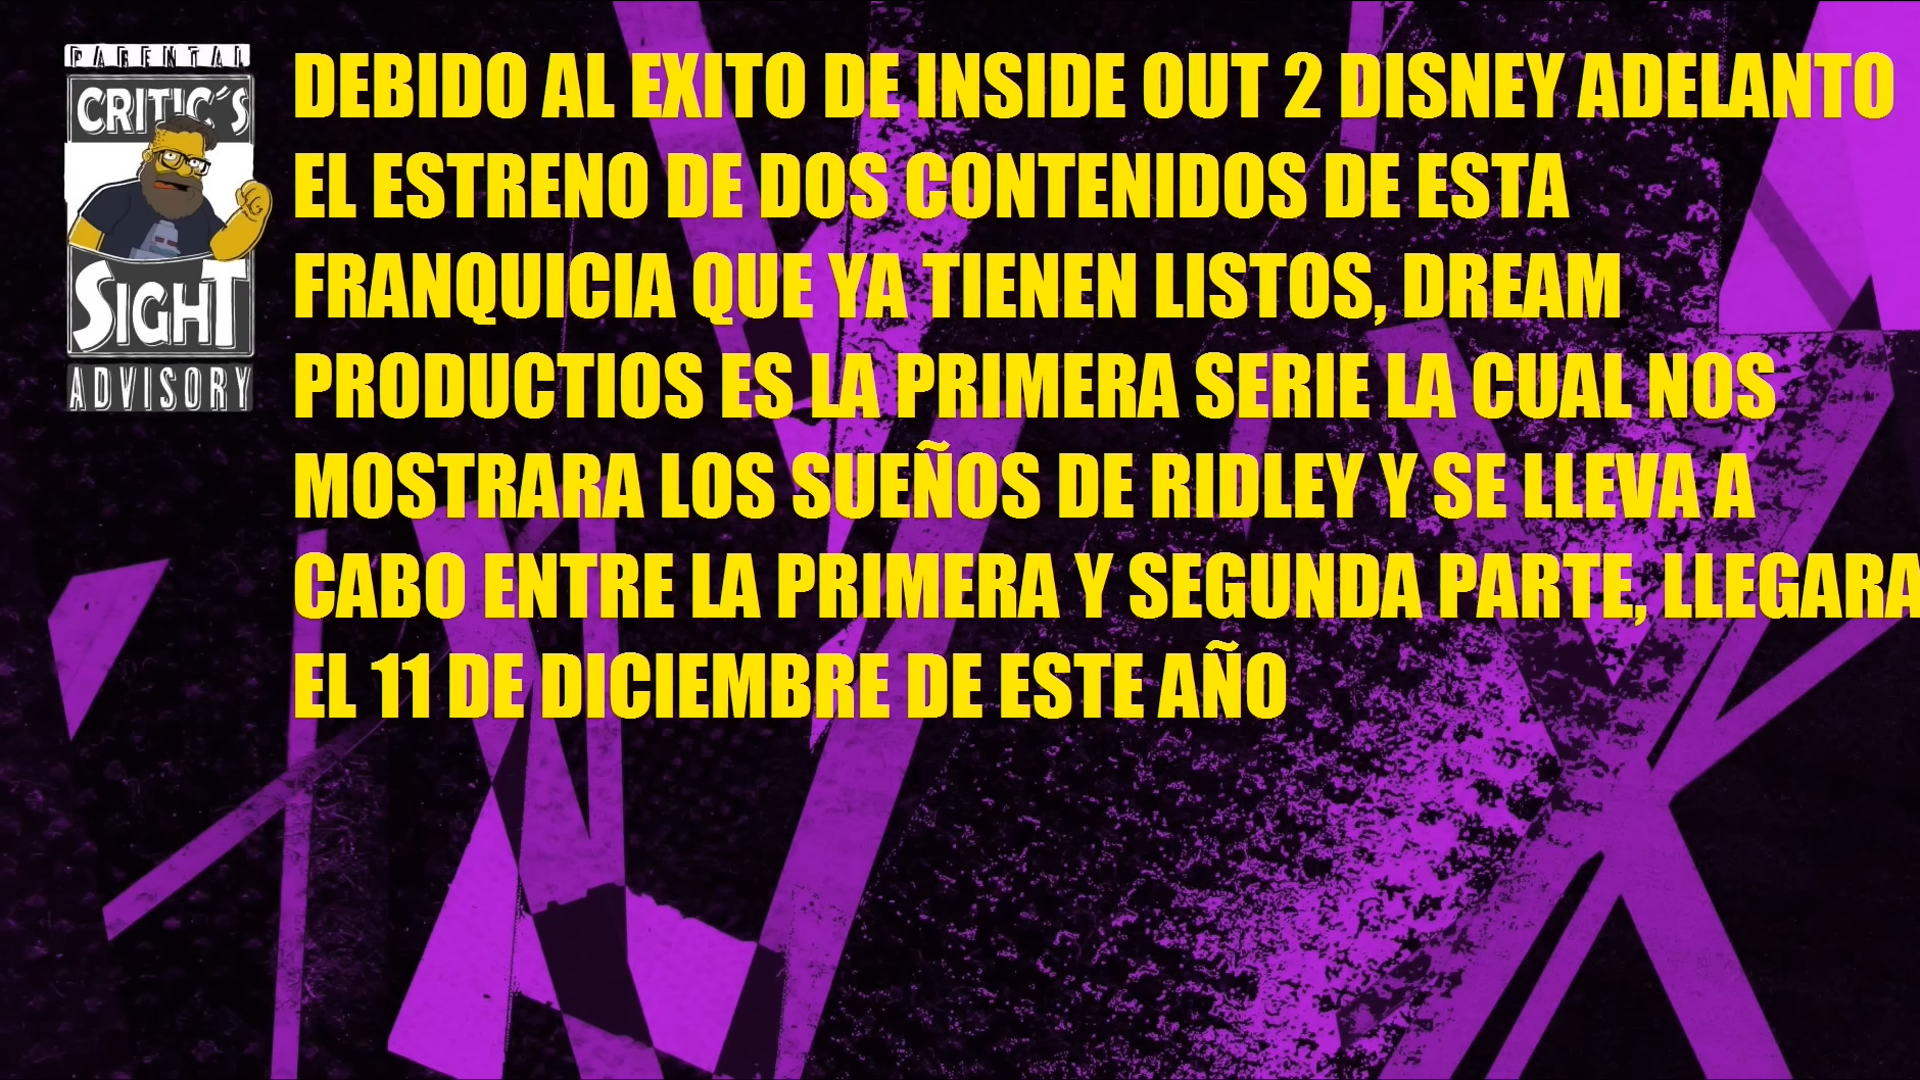 PARENTAL
CRITIC´S
SIGHT
ADVISORY
DEBIDO AL EXITO DE INSIDE OUT 2 DISNEY ADELANTO
EL ESTRENO DE DOS CONTENIDOS DE ESTA
FRANQUICIA QUE YA TIENEN LISTOS, DREAM
PRODUCTIOS ES LA PRIMERA SERIE LA CUAL NOS
MOSTRARA LOS SUEÑOS DE RIDLEY Y SE LLEVA A
CABO ENTRE LA PRIMERA Y SEGUNDA PARTE, LLEGARA
EL 11 DE DICIEMBRE DE ESTE AÑO